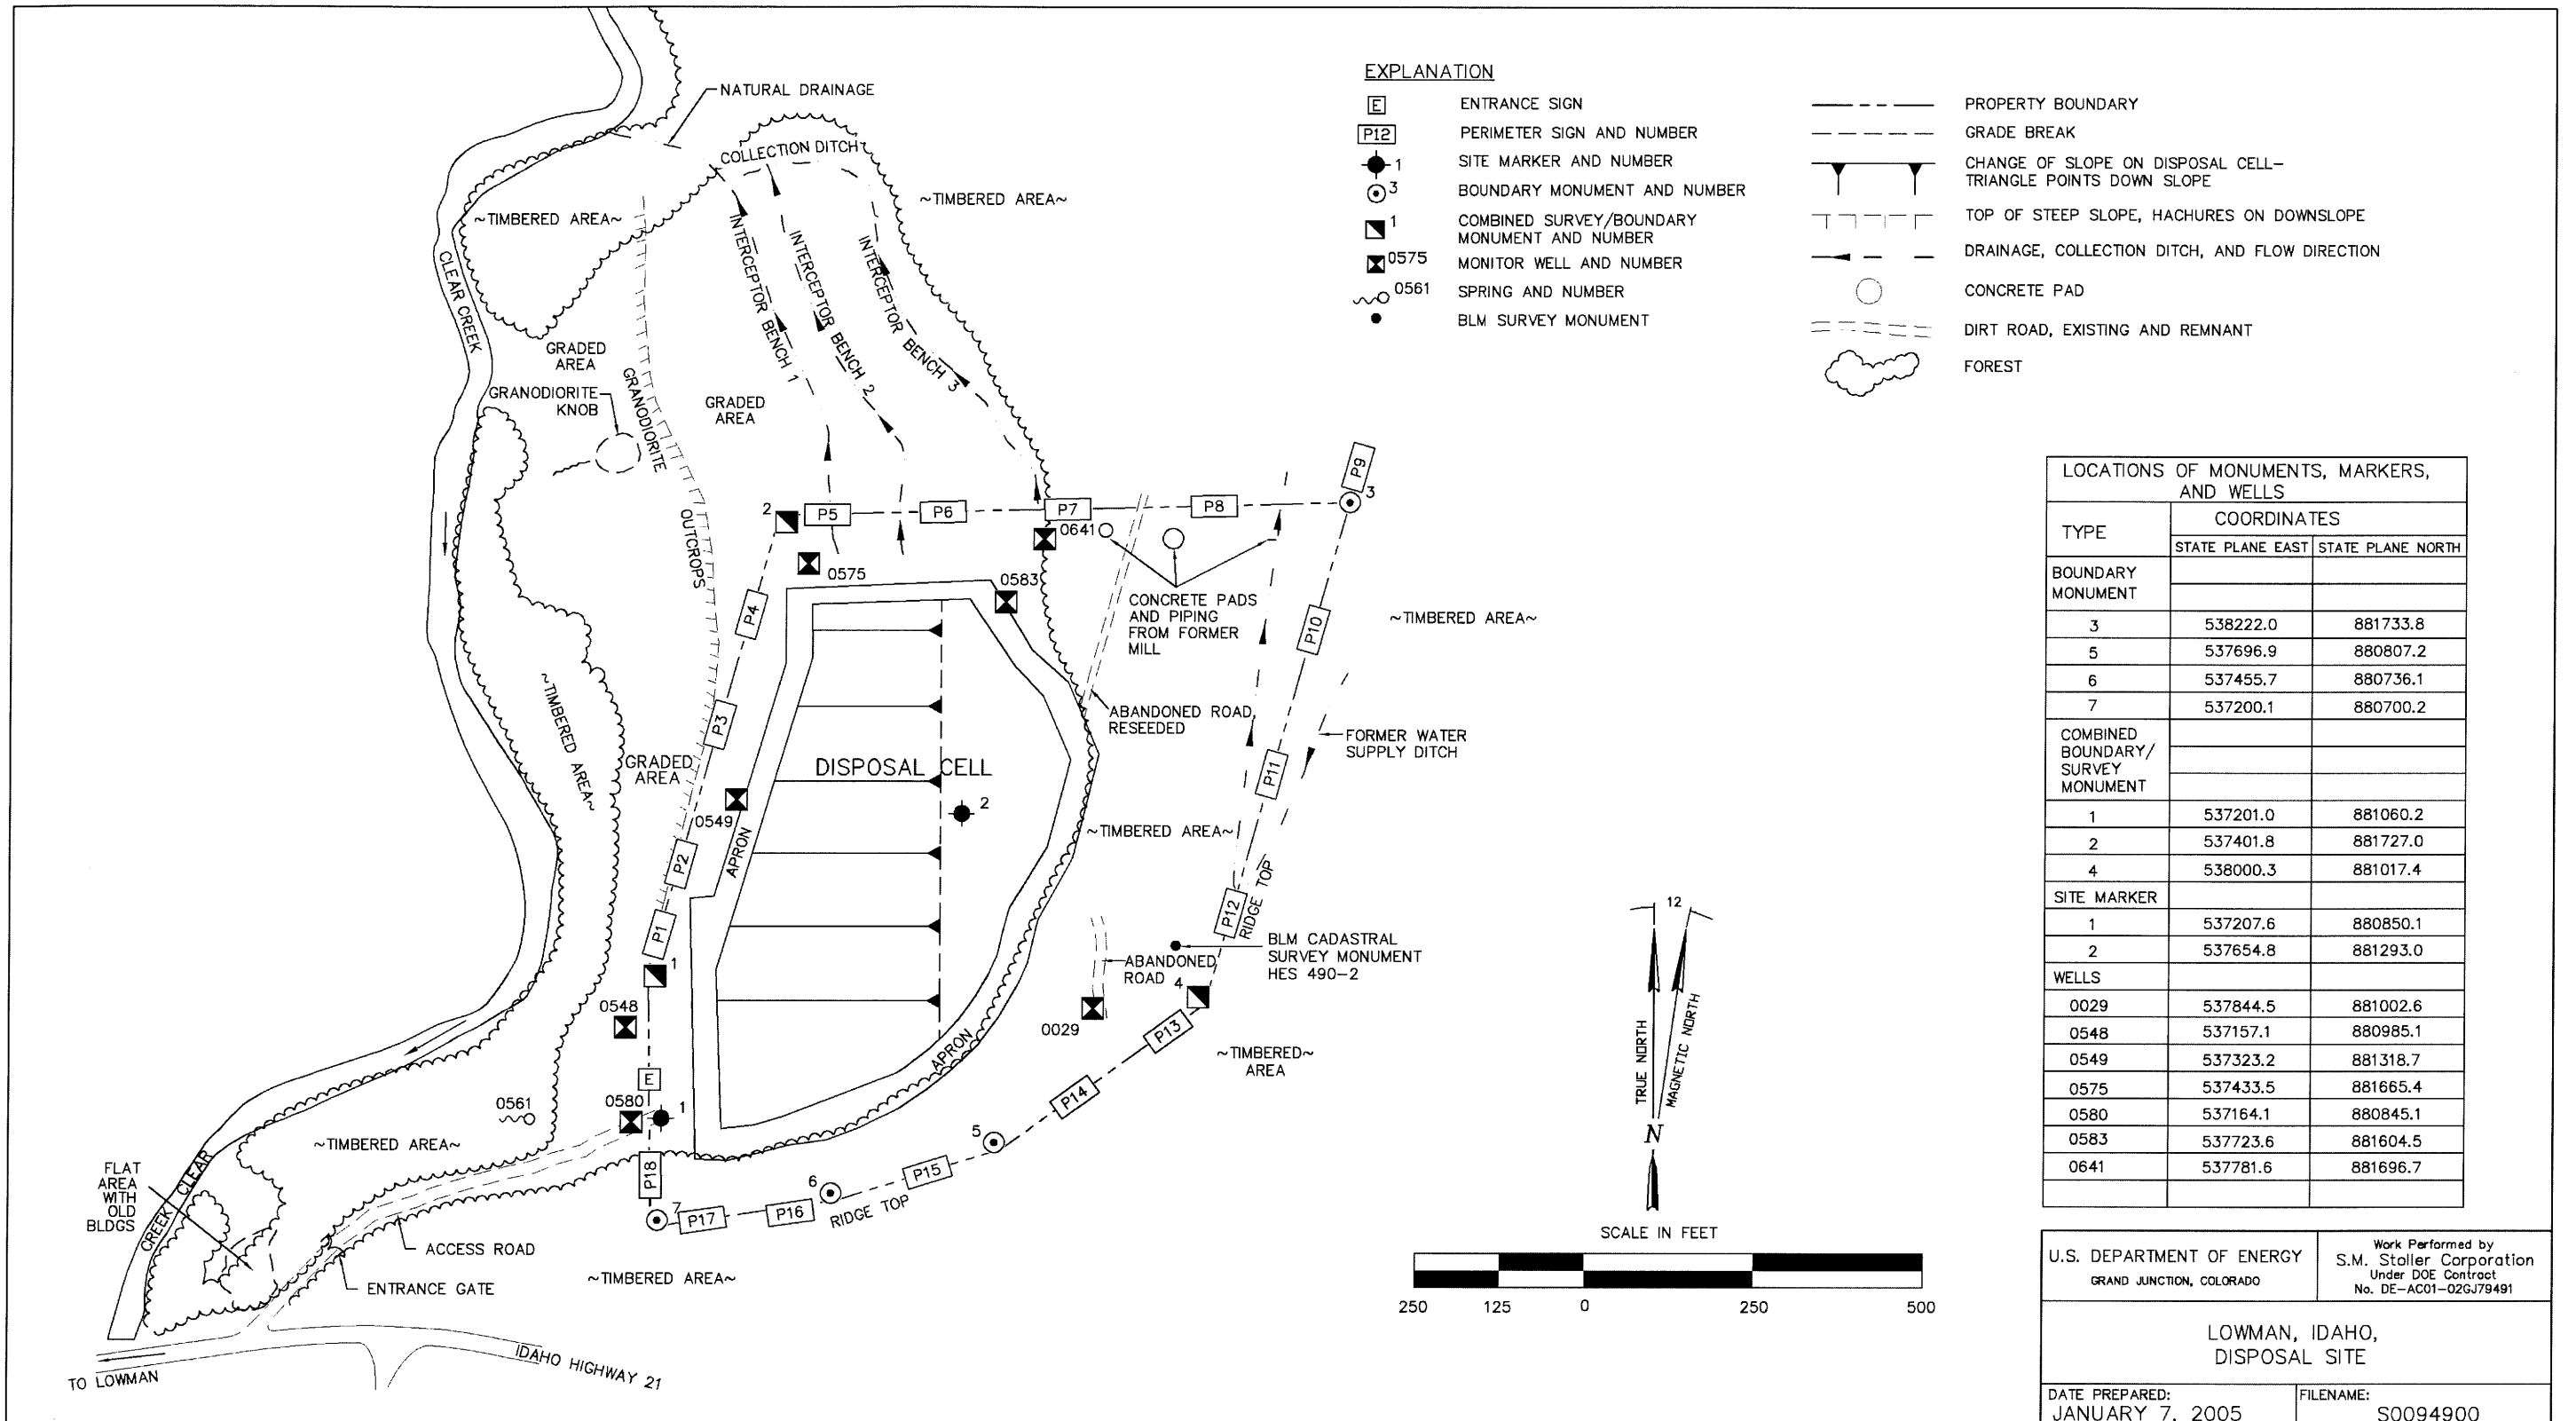 NATURAL DRAINAGE
COLLECTION DITCH
~TIMBERED AREA~
~TIMBERED AREA~
CLEAR CREEK
INTERCEPTOR BENCH 1
INTERCEPTOR BENCH 2
INTERCEPTOR BENCH 3
GRADED
AREA
GRANODIORITE
KNOB
GRANODIORITE
OUTCROPS
GRADED
AREA
P9
3
2
P5
P6
P7
P8
0641
0575
0583
P4
CONCRETE PADS
AND PIPING
FROM FORMER
MILL
P10
~TIMBERED AREA~
~TIMBERED AREA~
P3
ABANDONED ROAD,
RESEEDED
FORMER WATER
SUPPLY DITCH
GRADED
AREA
DISPOSAL CELL
P11
0549
2
APRON
~TIMBERED AREA~
P2
P12
RIDGE TOP
P1
BLM CADASTRAL
SURVEY MONUMENT
HES 490-2
ABANDONED
ROAD
1
4
0548
0029
P13
APRON
~TIMBERED~
AREA
E
P14
0561
0580
1
5
~TIMBERED AREA~
FLAT
AREA
WITH
OLD
BLDGS
CLEAR
CREEK
P18
P15
6
7
P17
P16
RIDGE TOP
ACCESS ROAD
ENTRANCE GATE
~TIMBERED AREA~
IDAHO HIGHWAY 21
TO LOWMAN
EXPLANATION
E ENTRANCE SIGN
P12 PERIMETER SIGN AND NUMBER
1 SITE MARKER AND NUMBER
3 BOUNDARY MONUMENT AND NUMBER
1 COMBINED SURVEY/BOUNDARY
MONUMENT AND NUMBER
0575 MONITOR WELL AND NUMBER
0561 SPRING AND NUMBER
BLM SURVEY MONUMENT
PROPERTY BOUNDARY
GRADE BREAK
CHANGE OF SLOPE ON DISPOSAL CELL-
TRIANGLE POINTS DOWN SLOPE
TOP OF STEEP SLOPE, HACHURES ON DOWNSLOPE
DRAINAGE, COLLECTION DITCH, AND FLOW DIRECTION
CONCRETE PAD
DIRT ROAD, EXISTING AND REMNANT
FOREST
12
TRUE NORTH
MAGNETIC NORTH
N
SCALE IN FEET
250 125 0 250 500
LOCATIONS OF MONUMENTS, MARKERS,
AND WELLS
TYPE
COORDINATES
STATE PLANE EAST STATE PLANE NORTH
BOUNDARY
MONUMENT
3 538222.0 881733.8
5 537696.9 880807.2
6 537455.7 880736.1
7 537200.1 880700.2
COMBINED
BOUNDARY/
SURVEY
MONUMENT
1 537201.0 881060.2
2 537401.8 881727.0
4 538000.3 881017.4
SITE MARKER
1 537207.6 880850.1
2 537654.8 881293.0
WELLS
0029 537844.5 881002.6
0548 537157.1 880985.1
0549 537323.2 881318.7
0575 537433.5 881665.4
0580 537164.1 880845.1
0583 537723.6 881604.5
0641 537781.6 881696.7
U.S. DEPARTMENT OF ENERGY
GRAND JUNCTION, COLORADO
Work Performed by
S.M. Stoller Corporation
Under DOE Contract
No. DE-AC01-02GJ79491
LOWMAN, IDAHO,
DISPOSAL SITE
DATE PREPARED:
JANUARY 7, 2005
FILENAME:
S0094900